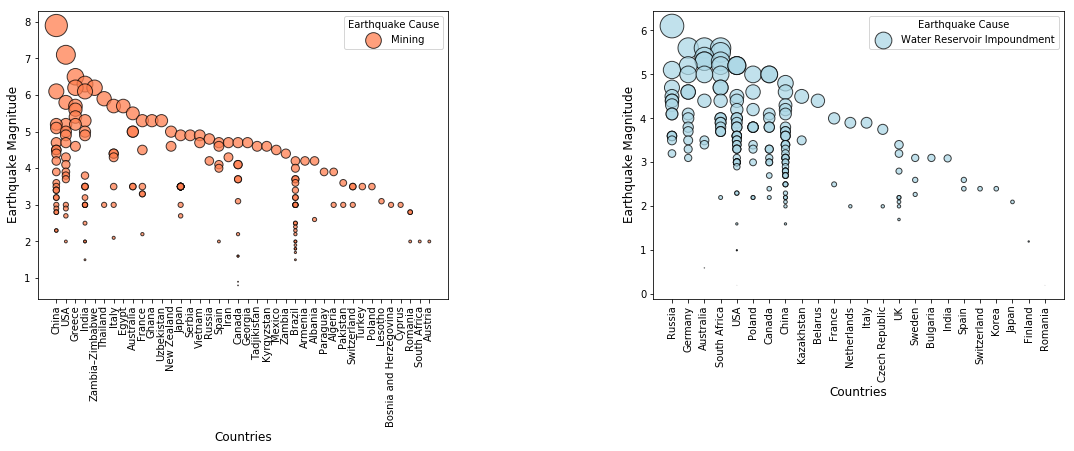 Earthquake Magnitude
8
7
6
5
4
3
2
1
Earthquake Cause
Mining
China
USA
Greece
India
Zambia-Zimbabwe
Thailand
Italy
Egypt
Australia
France
Ghana
Uzbekistan
New Zealand
Japan
Serbia
Vietnam
Russia
Spain
Iran
Canada
Georgia
Tadjikistan
Kyrgyzstan
Mexico
Zambia
Brazil
Armenia
Albania
Paraguay
Algeria
Pakistan
Switzerland
Turkey
Poland
Lesotho
Bosnia and Herzegovina
Cyprus
Romania
South Africa
Austria
Countries
Earthquake Magnitude
6
5
4
3
2
1
0
Earthquake Cause
Water Reservoir Impoundment
Russia
Germany
Australia
South Africa
USA
Poland
Canada
China
Kazakhstan
Belarus
France
Netherlands
Italy
Czech Republic
UK
Sweden
Bulgaria
India
Spain
Switzerland
Korea
Japan
Finland
Romania
Countries